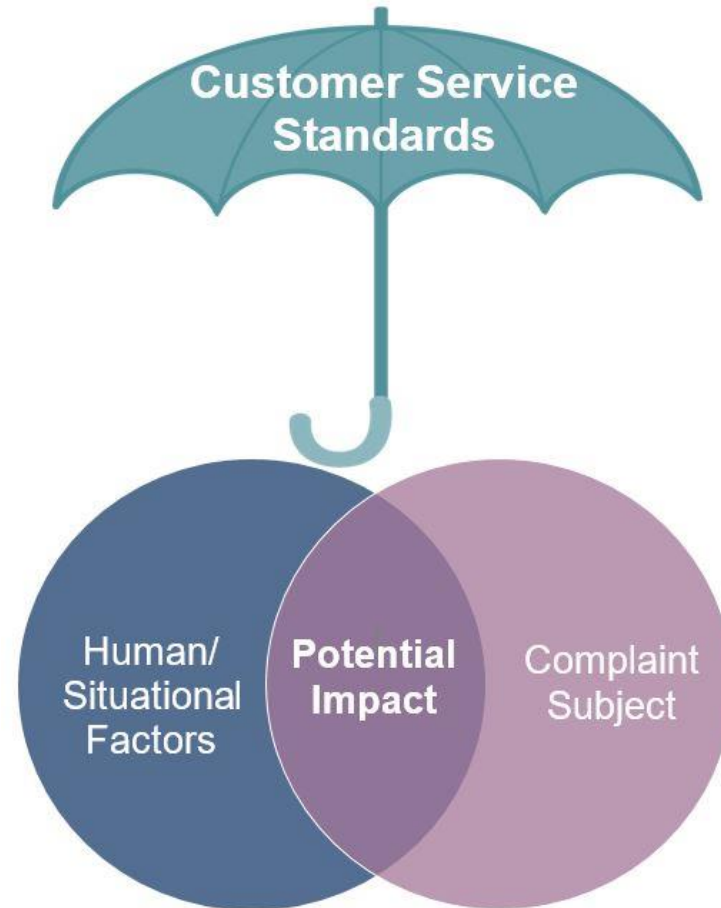 Customer Service
Standards
Human/
Situational
Factors
Potential
Impact
Complaint
Subject